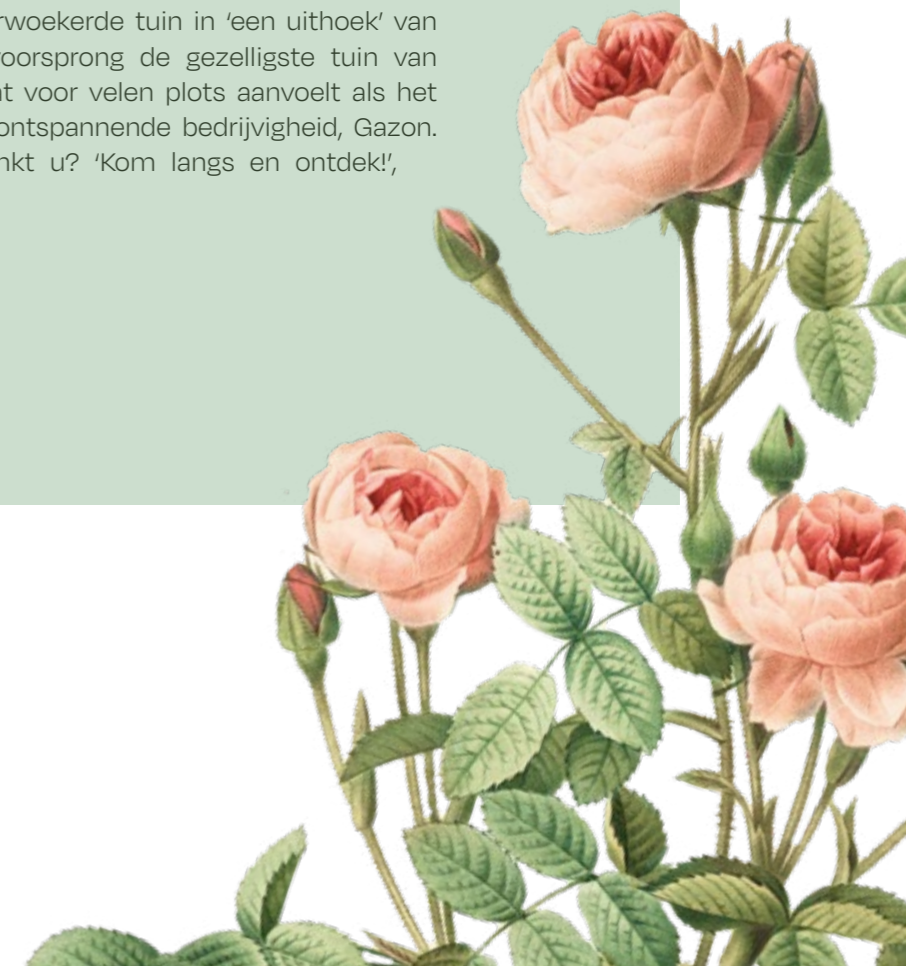 rwoekerde tuin in ‘een uithoek’ van
oorsprong de gezelligste tuin van
t voor velen plots aanvoelt als het
ontspannende bedrijvigheid, Gazon.
nkt u? ‘Kom langs en ontdek!’,